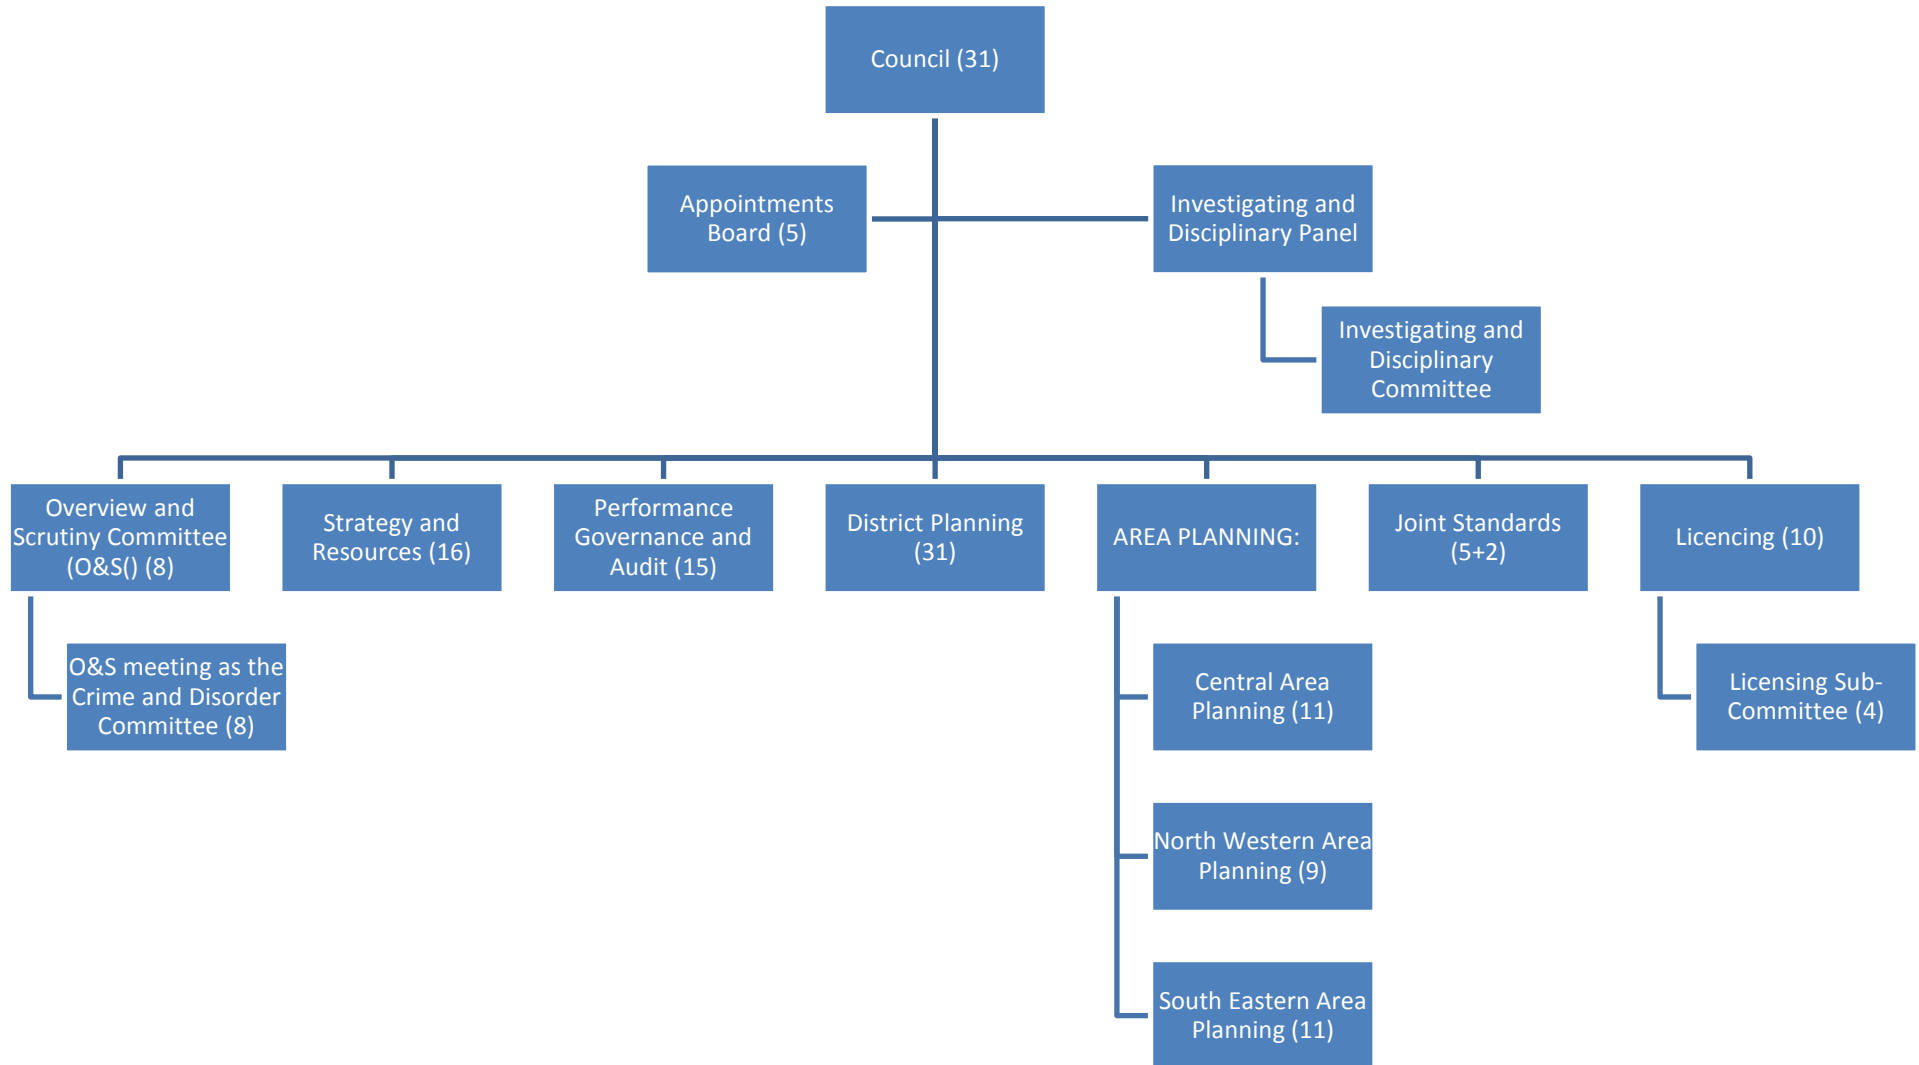 Council (31)
Appointments
Board (5)
Investigating and
Disciplinary Panel
Investigating and
Disciplinary
Committee
Overview and
Scrutiny Committee
(O&S() (8)
Strategy and
Resources (16)
Performance
Governance and
Audit (15)
District Planning
(31)
AREA PLANNING:
Joint Standards
(5+2)
Licencing (10)
O&S meeting as the
Crime and Disorder
Committee (8)
Central Area
Planning (11)
Licensing Sub-
Committee (4)
North Western Area
Planning (9)
South Eastern Area
Planning (11)